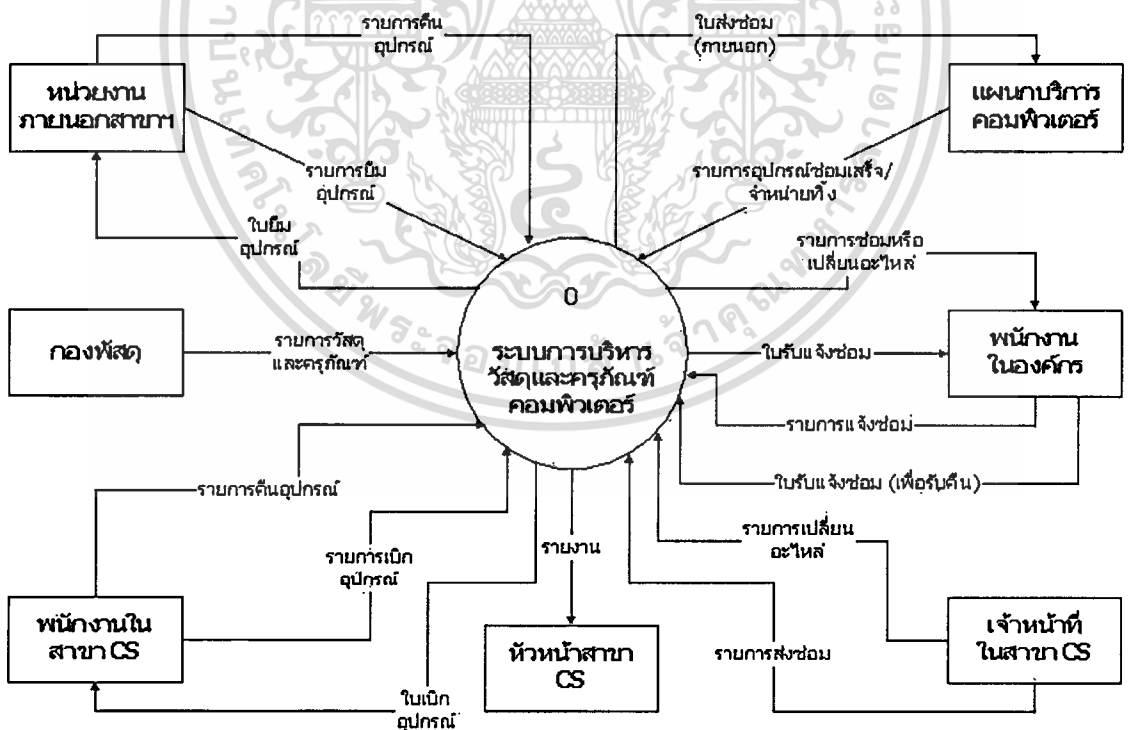 รายการคืน
อุปกรณ์
ใบส่งซ่อม
(ภายนอก)
หน่วยงาน
ภายนอกสาขาฯ
แผนกบริการ
คอมพิวเตอร์
รายการยืม
อุปกรณ์
รายการอุปกรณ์ซ่อมเสร็จ/
จำหน่ายทิ้ง
ใบยืม
อุปกรณ์
รายการซ่อมหรือ
เปลี่ยนอะไหล่
0
ระบบการบริหาร
วัสดุและครุภัณฑ์
คอมพิวเตอร์
กองพัสดุ
รายการวัสดุ
และครุภัณฑ์
ใบรับแจ้งซ่อม
พนักงาน
ในองค์กร
รายการแจ้งซ่อม
ใบรับแจ้งซ่อม (เพื่อรับคืน)
รายการคืนอุปกรณ์
รายการเบิก
อุปกรณ์
รายงาน
รายการเปลี่ยน
อะไหล่
พนักงานใน
สาขา CS
หัวหน้าสาขา
CS
รายการส่งซ่อม
เจ้าหน้าที่
ในสาขา CS
ใบเบิก
อุปกรณ์